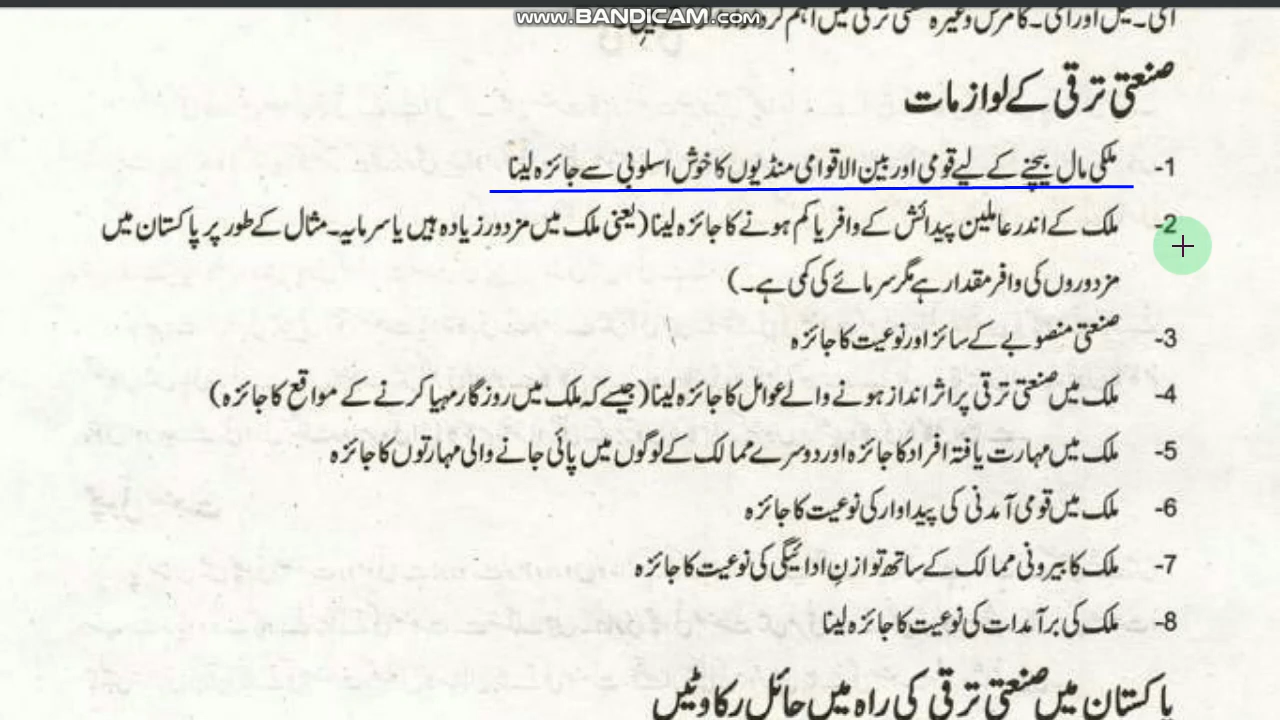 www.BANDICAM.com
صنعتی ترقی کے لوازمات
1- ملکی مال بیچنے کے لیے قومی اور بین الاقوامی منڈیوں کا خوش اسلوبی سے جائزہ لینا
2- ملک کے اندر عاملین پیدائش کے وافر یا کم ہونے کا جائزہ لینا (یعنی ملک میں مزدور زیادہ ہیں یا سرمایہ۔ مثال کے طور پر پاکستان میں
مزدوروں کی وافر مقدار ہے مگر سرمائے کی کمی ہے۔)
3- صنعتی منصوبے کے سائز اور نوعیت کا جائزہ
4- ملک میں صنعتی ترقی پر اثر انداز ہونے والے عوامل کا جائزہ لینا (جیسے کہ ملک میں روزگار مہیا کرنے کے مواقع کا جائزہ)
5- ملک میں مہارت یافتہ افراد کا جائزہ اور دوسرے ممالک کے لوگوں میں پائی جانے والی مہارتوں کا جائزہ
6- ملک میں قومی آمدنی کی پیداوار کی نوعیت کا جائزہ
7- ملک کا بیرونی ممالک کے ساتھ توازنِ ادائیگی کی نوعیت کا جائزہ
8- ملک کی برآمدات کی نوعیت کا جائزہ لینا
پاکستان میں صنعتی ترقی کی راہ میں حائل رکاوٹیں